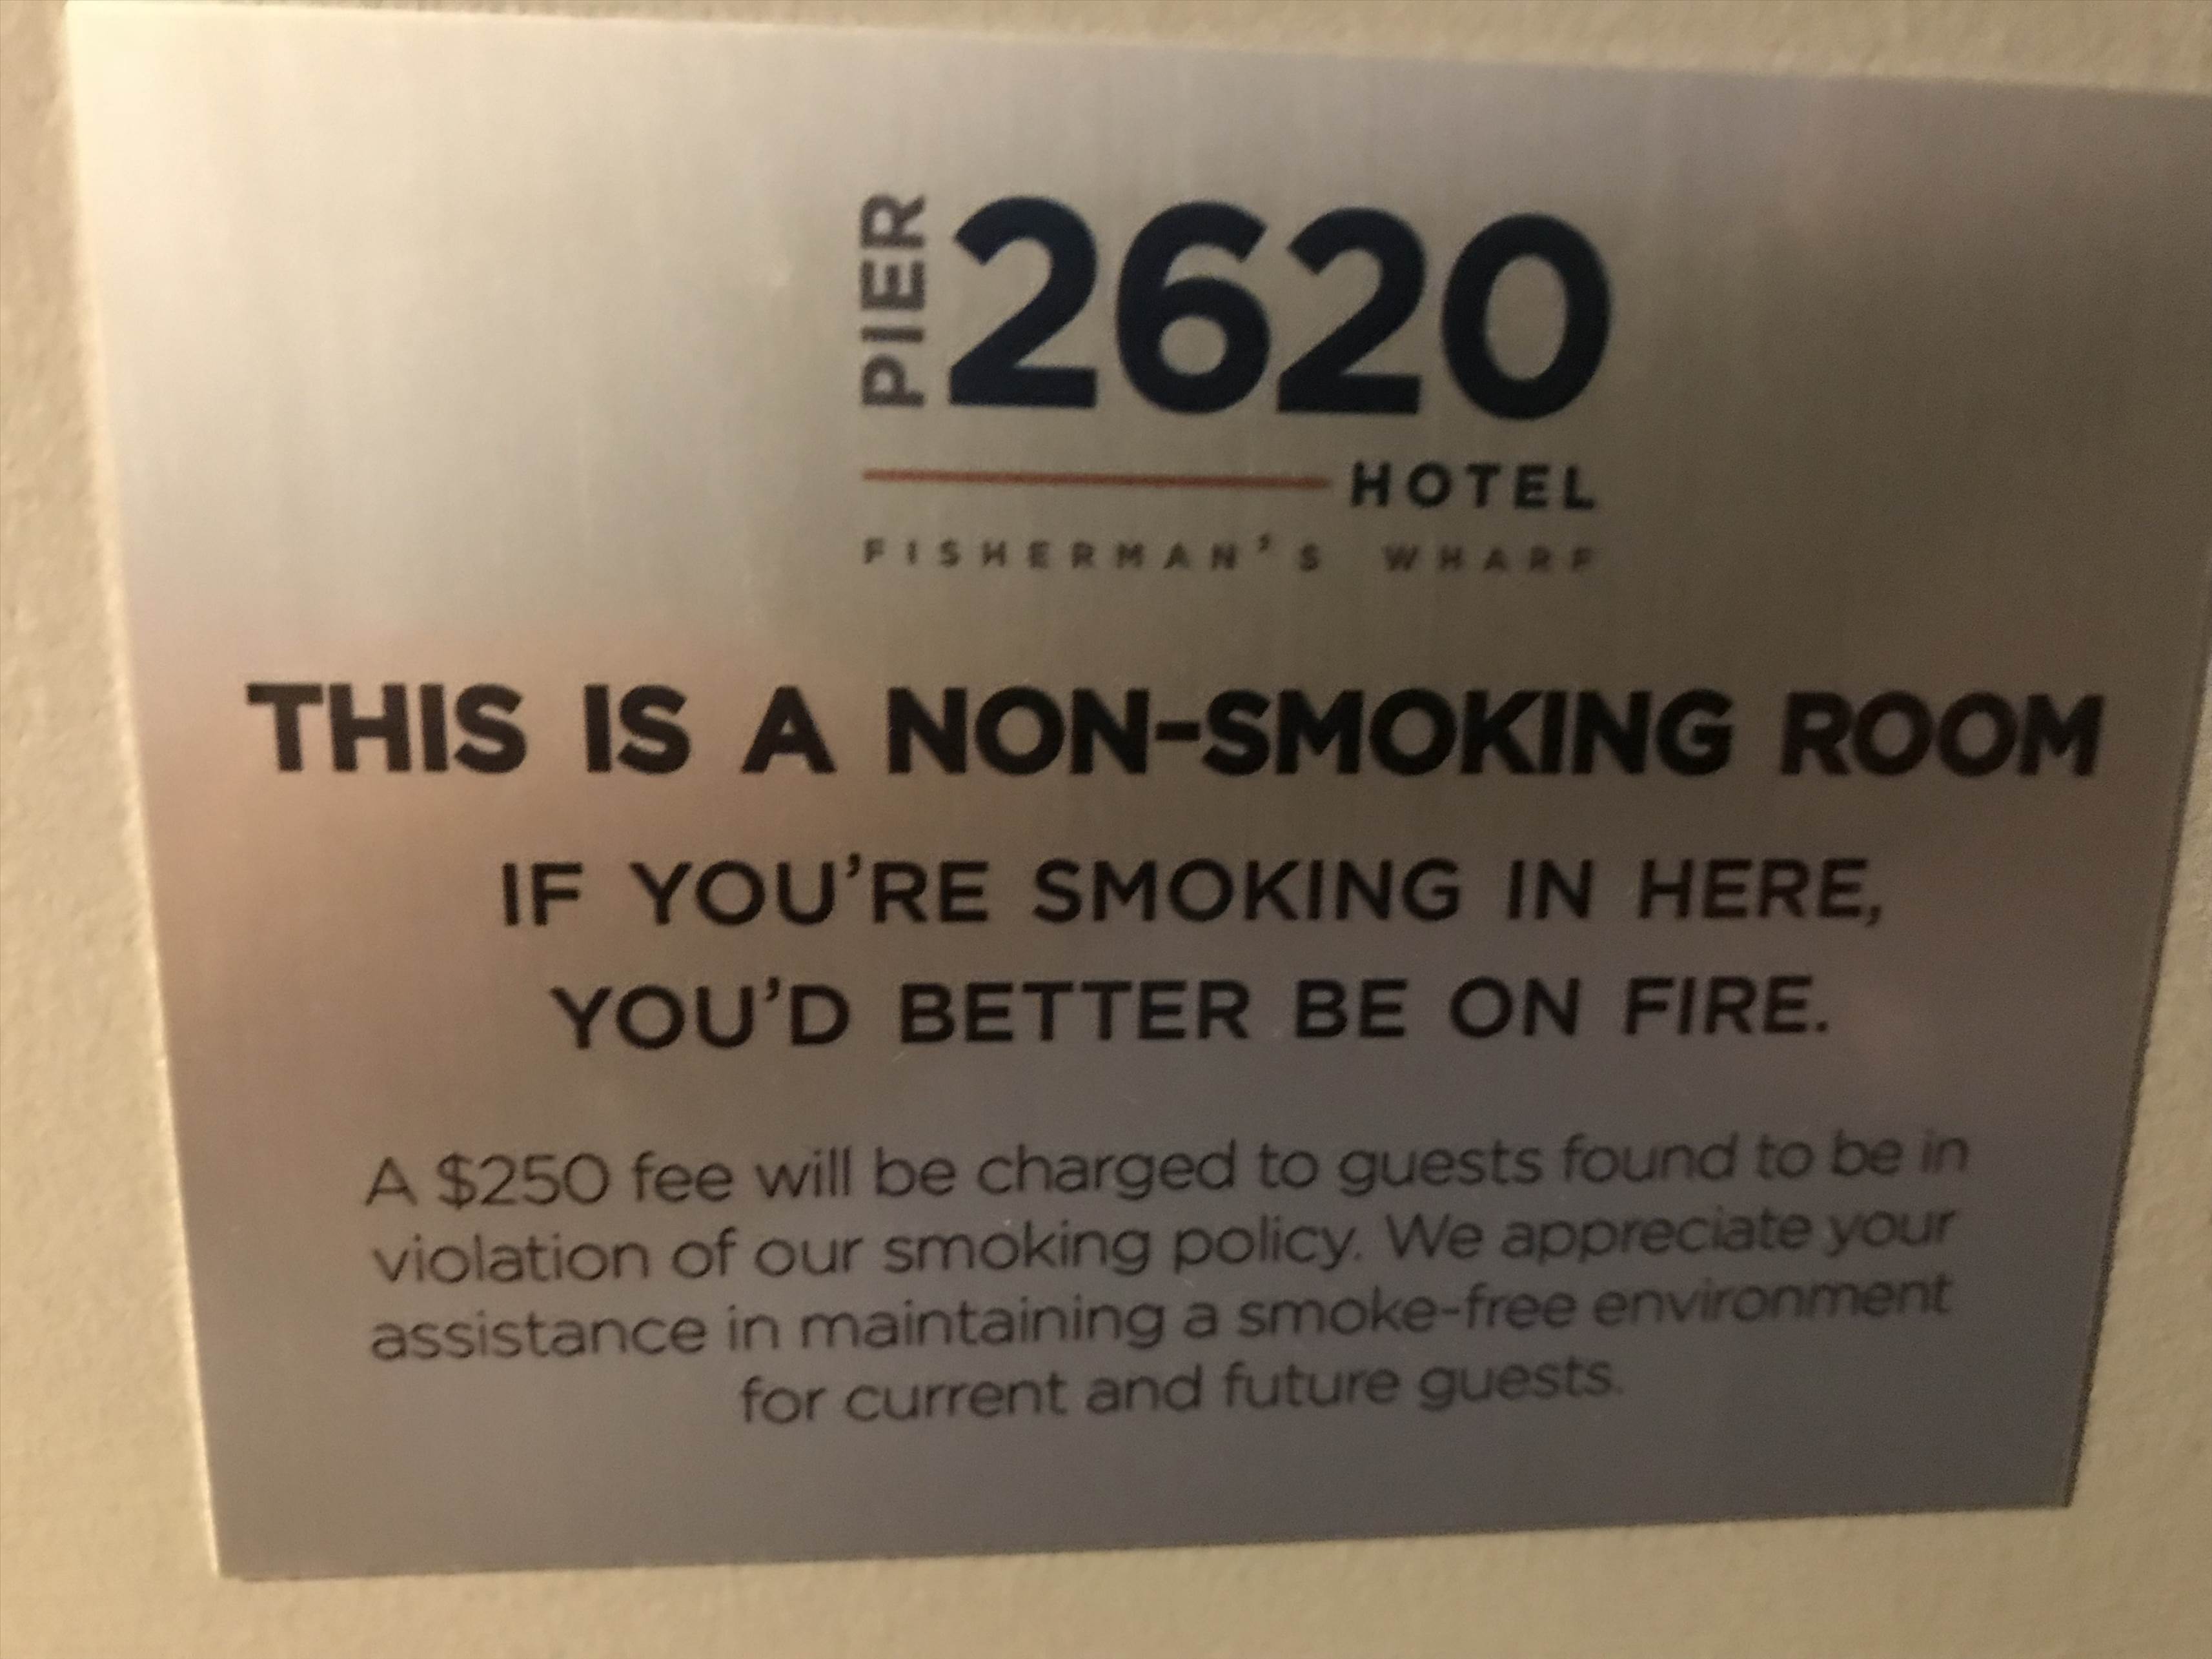 PIER 2620
HOTEL
FISHERMAN'S WHARF
THIS IS A NON-SMOKING ROOM
IF YOU'RE SMOKING IN HERE,
YOU'D BETTER BE ON FIRE.
A $250 fee will be charged to guests found to be in
violation of our smoking policy. We appreciate your
assistance in maintaining a smoke-free environment
for current and future guests.